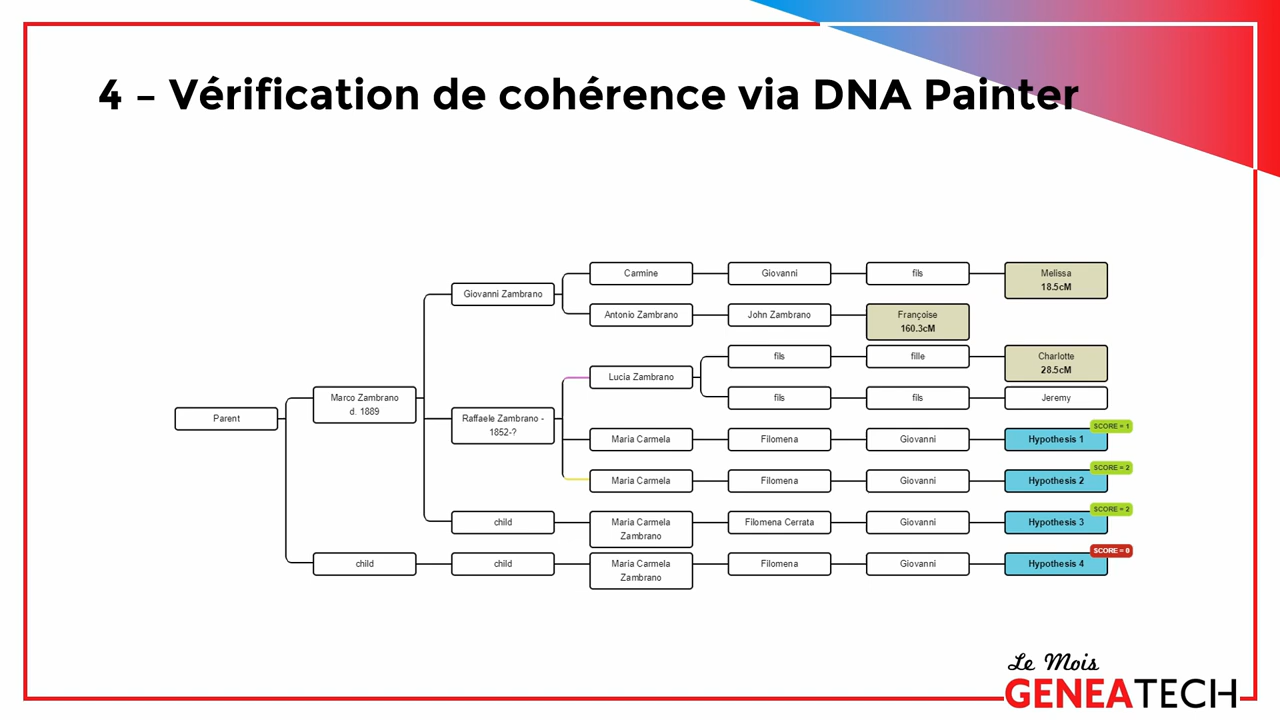 4 – Vérification de cohérence via DNA Painter
Carmine
Giovanni
fils
Melissa
18.5cM
Giovanni Zambrano
Antonio Zambrano
John Zambrano
Françoise
160.3cM
fils
fille
Charlotte
28.5cM
Lucia Zambrano
Marco Zambrano
d. 1889
fils
fils
Jeremy
Parent
Raffaele Zambrano -
1852-?
SCORE = 1
Maria Carmela
Filomena
Giovanni
Hypothesis 1
SCORE = 2
Maria Carmela
Filomena
Giovanni
Hypothesis 2
SCORE = 2
child
Maria Carmela
Zambrano
Filomena Cerrata
Giovanni
Hypothesis 3
SCORE = 0
child
child
Maria Carmela
Zambrano
Filomena
Giovanni
Hypothesis 4
Le Mois
GENEATECH